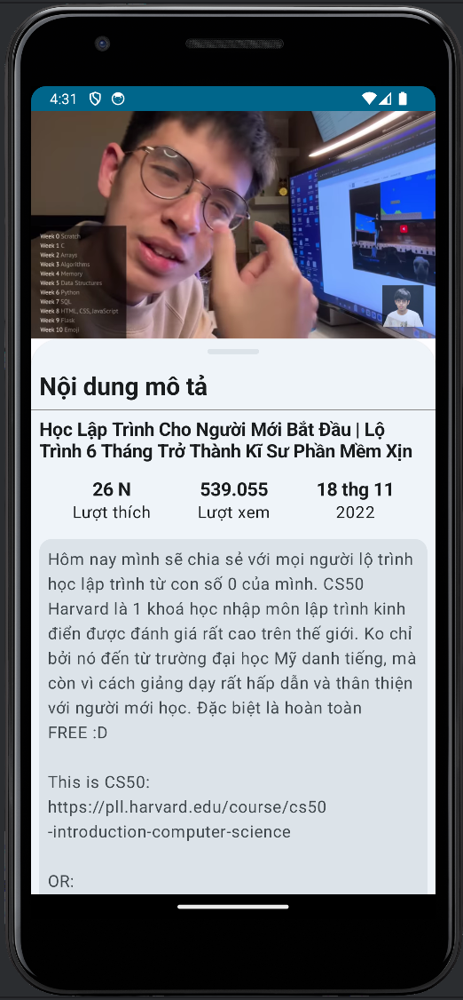 4:31
Week 0 Scratch
Week 1 C
Week 2 Arrays
Week 3 Algorithms
Week 4 Memory
Week 5 Data Structures
Week 6 Python
Week 7 SQL
Week 8 HTML, CSS, JavaScript
Week 9 Flask
Week 10 Emoji
Nội dung mô tả
Học Lập Trình Cho Người Mới Bắt Đầu | Lộ
Trình 6 Tháng Trở Thành Kĩ Sư Phần Mềm Xịn
26 N 539.055 18 thg 11
Lượt thích Lượt xem 2022
Hôm nay mình sẽ chia sẻ với mọi người lộ trình
học lập trình từ con số 0 của mình. CS50
Harvard là 1 khoá học nhập môn lập trình kinh
điển được đánh giá rất cao trên thế giới. Ko chỉ
bởi nó đến từ trường đại học Mỹ danh tiếng, mà
còn vì cách giảng dạy rất hấp dẫn và thân thiện
với người mới học. Đặc biệt là hoàn toàn
FREE :D
This is CS50:
https://pll.harvard.edu/course/cs50
-introduction-computer-science
OR: